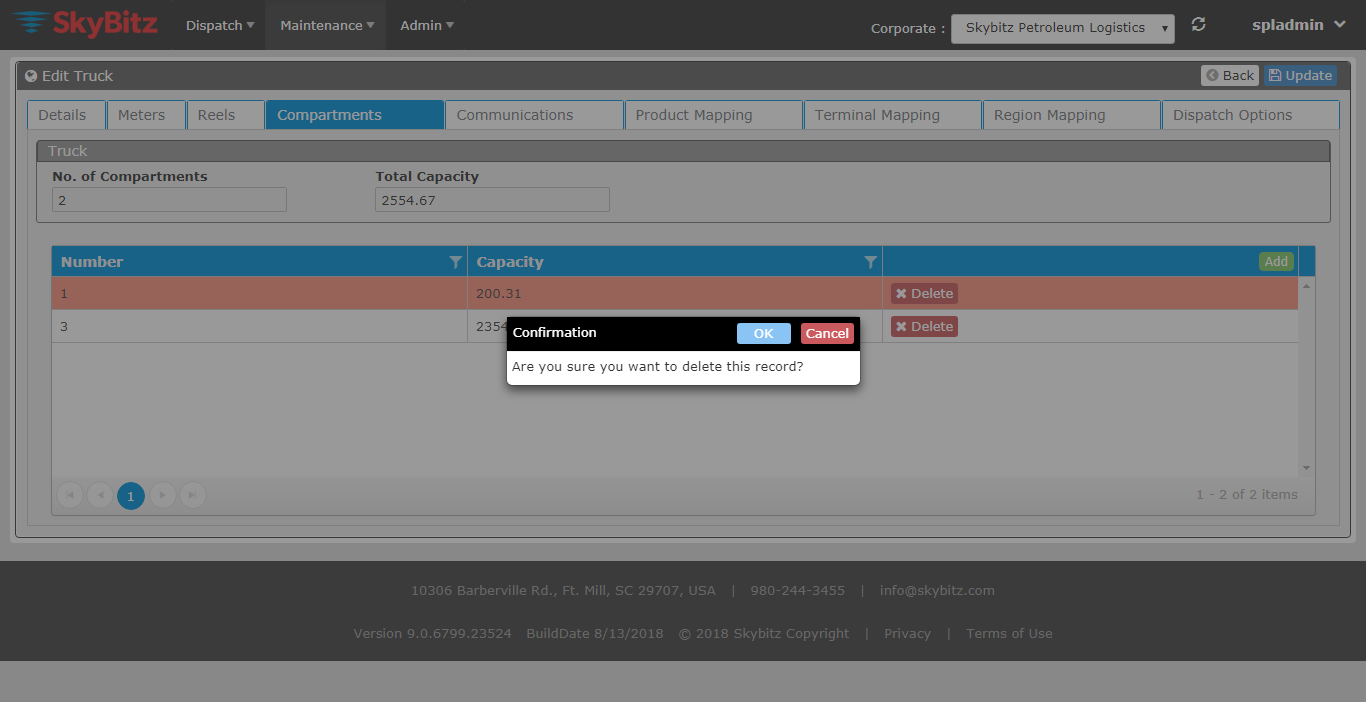 SkyBitz Dispatch Maintenance Admin Corporate : Skybitz Petroleum Logistics spladmin
Edit Truck Back Update
Details Meters Reels Compartments Communications Product Mapping Terminal Mapping Region Mapping Dispatch Options
Truck
No. of Compartments Total Capacity
2 2554.67
Number Capacity Add
1 200.31 Delete
3 2354 Delete
Confirmation OK Cancel
Are you sure you want to delete this record?
1 1 - 2 of 2 items
10306 Barberville Rd., Ft. Mill, SC 29707, USA | 980-244-3455 | info@skybitz.com
Version 9.0.6799.23524 BuildDate 8/13/2018 © 2018 Skybitz Copyright | Privacy | Terms of Use